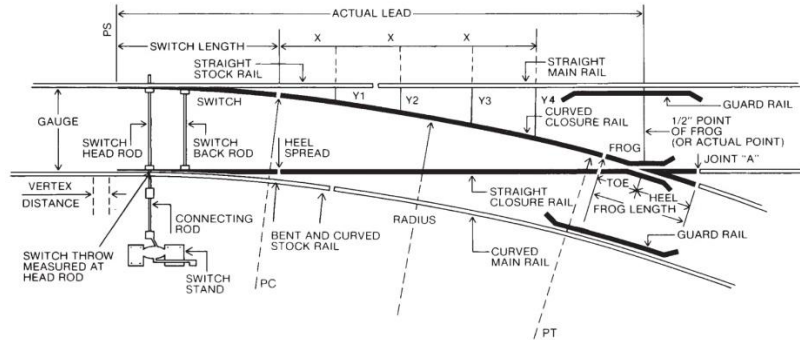 ACTUAL LEAD
PS
SWITCH LENGTH
X
X
X
STRAIGHT
STOCK RAIL
STRAIGHT
MAIN RAIL
SWITCH
Y1
Y2
Y3
Y4
CURVED
CLOSURE RAIL
GUARD RAIL
GAUGE
SWITCH
HEAD ROD
SWITCH
BACK ROD
HEEL
SPREAD
1/2" POINT
OF FROG
(OR ACTUAL POINT)
FROG
JOINT "A"
VERTEX
DISTANCE
TOE
HEEL
FROG LENGTH
STRAIGHT
CLOSURE RAIL
CONNECTING
ROD
RADIUS
BENT AND CURVED
STOCK RAIL
GUARD RAIL
SWITCH THROW
MEASURED AT
HEAD ROD
CURVED
MAIN RAIL
SWITCH
STAND
PC
PT